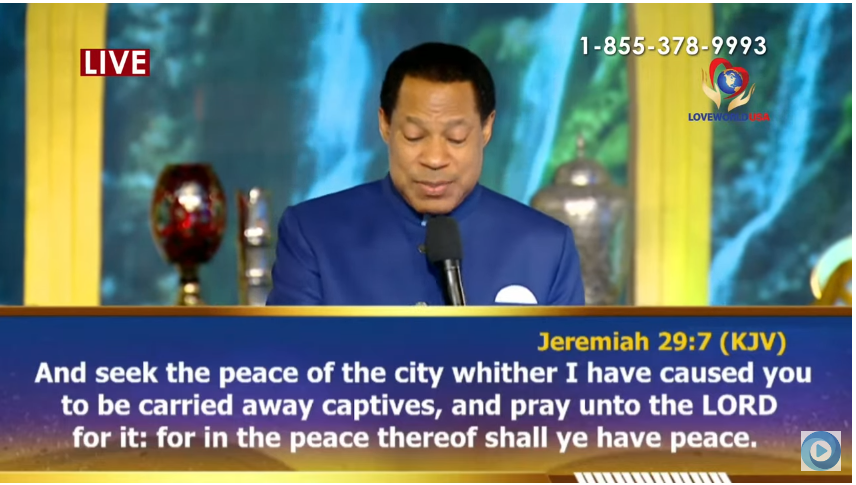 LIVE
1-855-378-9993
LOVEWORLDUSA
Jeremiah 29:7 (KJV)
And seek the peace of the city whither I have caused you
to be carried away captives, and pray unto the LORD
for it: for in the peace thereof shall ye have peace.